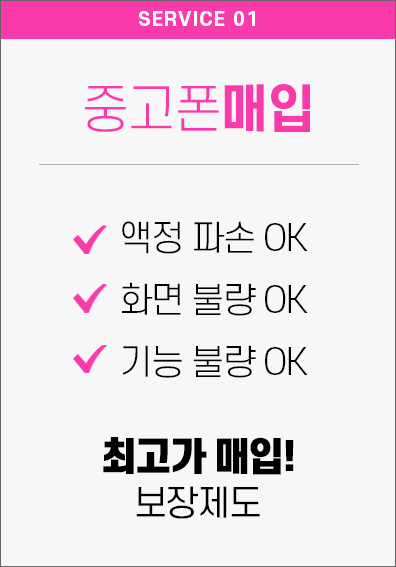 SERVICE 01
중고폰매입
액정 파손 OK
화면 불량 OK
기능 불량 OK
최고가 매입!
보장제도